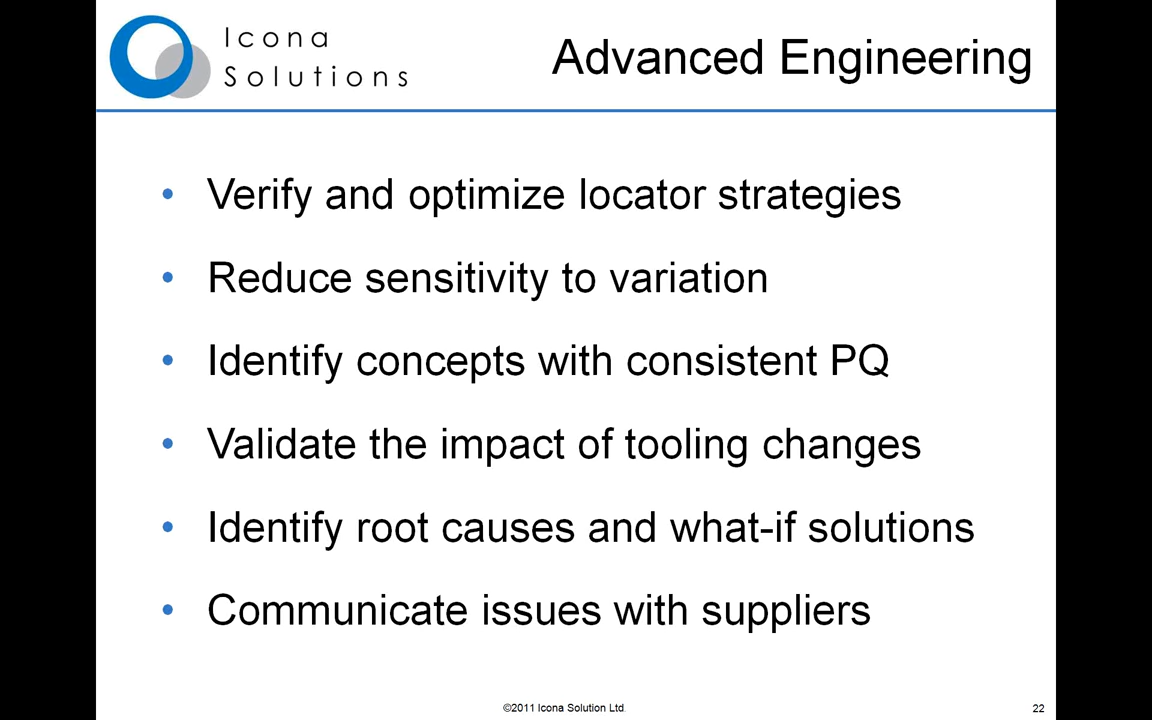 Icona
Solutions
Advanced Engineering
• Verify and optimize locator strategies
• Reduce sensitivity to variation
• Identify concepts with consistent PQ
• Validate the impact of tooling changes
• Identify root causes and what-if solutions
• Communicate issues with suppliers
©2011 Icona Solution Ltd.
22